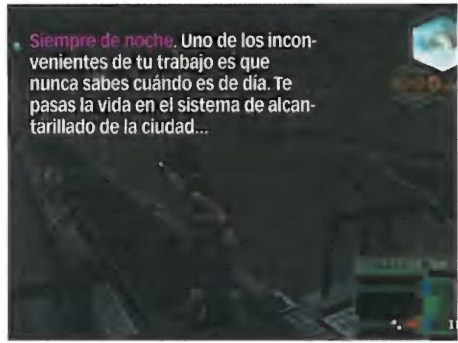 Siempre de noche. Uno de los incon-
venientes de tu trabajo es que
nunca sabes cuándo es de día. Te
pasas la vida en el sistema de alcan-
tarillado de la ciudad...